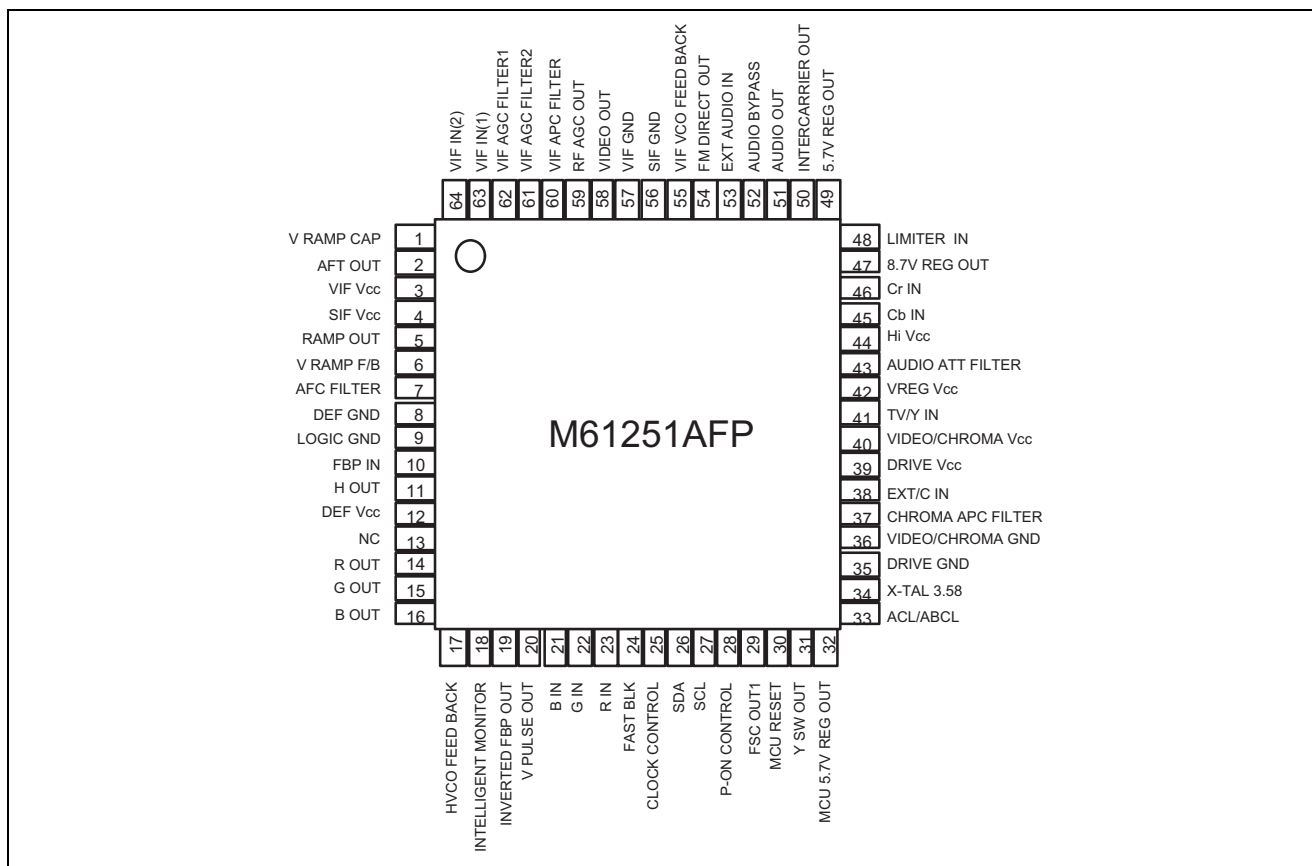 VIF IN(2)
VIF IN(1)
VIF AGC FILTER1
VIF AGC FILTER2
VIF APC FILTER
RF AGC OUT
VIDEO OUT
VIF GND
SIF GND
VIF VCO FEED BACK
FM DIRECT OUT
EXT AUDIO IN
AUDIO BYPASS
AUDIO OUT
INTERCARRIER OUT
5.7V REG OUT
64 63 62 61 60 59 58 57 56 55 54 53 52 51 50 49
V RAMP CAP 1
AFT OUT 2
VIF Vcc 3
SIF Vcc 4
RAMP OUT 5
V RAMP F/B 6
AFC FILTER 7
DEF GND 8
LOGIC GND 9
FBP IN 10
H OUT 11
DEF Vcc 12
NC 13
R OUT 14
G OUT 15
B OUT 16
M61251AFP
48 LIMITER IN
47 8.7V REG OUT
46 Cr IN
45 Cb IN
44 Hi Vcc
43 AUDIO ATT FILTER
42 VREG Vcc
41 TV/Y IN
40 VIDEO/CHROMA Vcc
39 DRIVE Vcc
38 EXT/C IN
37 CHROMA APC FILTER
36 VIDEO/CHROMA GND
35 DRIVE GND
34 X-TAL 3.58
33 ACL/ABCL
17 18 19 20 21 22 23 24 25 26 27 28 29 30 31 32
HVCO FEED BACK
INTELLIGENT MONITOR
INVERTED FBP OUT
V PULSE OUT
B IN
G IN
R IN
FAST BLK
CLOCK CONTROL
SDA
SCL
P-ON CONTROL
FSC OUT1
MCU RESET
Y SW OUT
MCU 5.7V REG OUT